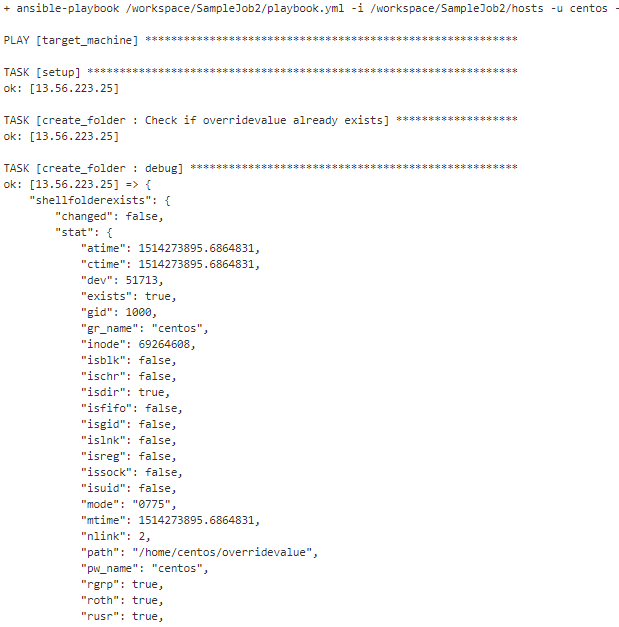 + ansible-playbook /workspace/SampleJob2/playbook.yml -i /workspace/SampleJob2/hosts -u centos -
PLAY [target_machine] **********************************************************
TASK [setup] *******************************************************************
ok: [13.56.223.25]
TASK [create_folder : Check if overridevalue already exists] *******************
ok: [13.56.223.25]
TASK [create_folder : debug] ***************************************************
ok: [13.56.223.25] => {
    "shellfolderexists": {
        "changed": false,
        "stat": {
            "atime": 1514273895.6864831,
            "ctime": 1514273895.6864831,
            "dev": 51713,
            "exists": true,
            "gid": 1000,
            "gr_name": "centos",
            "inode": 69264608,
            "isblk": false,
            "ischr": false,
            "isdir": true,
            "isfifo": false,
            "isgid": false,
            "islnk": false,
            "isreg": false,
            "issock": false,
            "isuid": false,
            "mode": "0775",
            "mtime": 1514273895.6864831,
            "nlink": 2,
            "path": "/home/centos/overridevalue",
            "pw_name": "centos",
            "rgrp": true,
            "roth": true,
            "rusr": true,